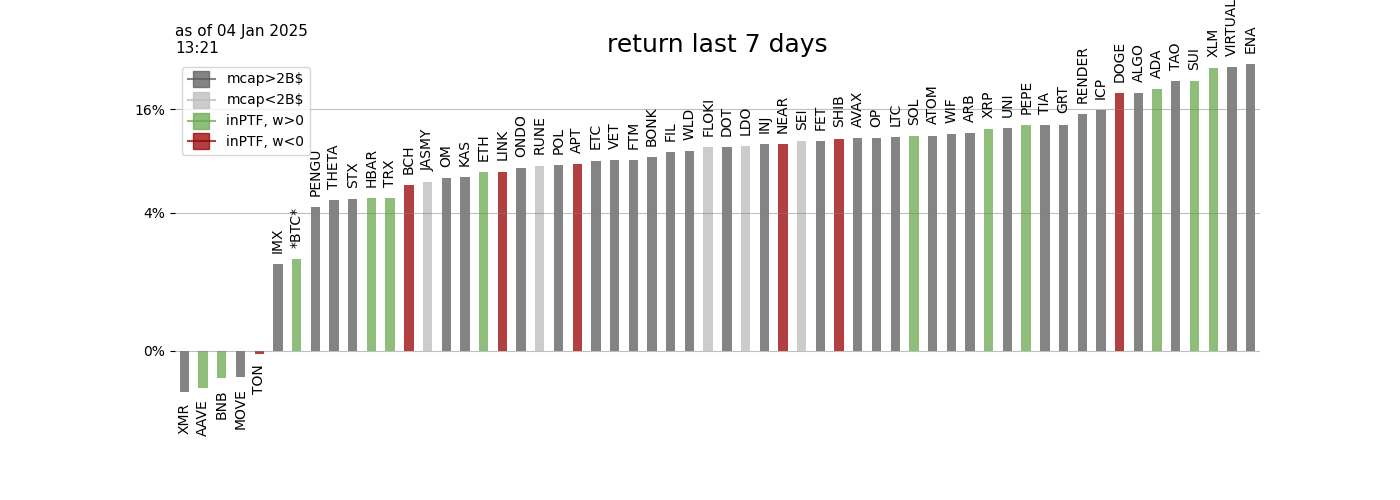 as of 04 Jan 2025
13:21
return last 7 days
mcap>2B$
mcap<2B$
inPTF, w>0
inPTF, w<0
16%
4%
0%
XMR
AAVE
BNB
MOVE
TON
IMX
*BTC*
PENGU
THETA
STX
HBAR
TRX
BCH
JASMY
OM
KAS
ETH
LINK
ONDO
RUNE
POL
APT
ETC
VET
FTM
BONK
FIL
WLD
FLOKI
DOT
LDO
INJ
NEAR
SEI
FET
SHIB
AVAX
OP
LTC
SOL
ATOM
WIF
ARB
XRP
UNI
PEPE
TIA
GRT
RENDER
ICP
DOGE
ALGO
ADA
TAO
SUI
XLM
VIRTUAL
ENA